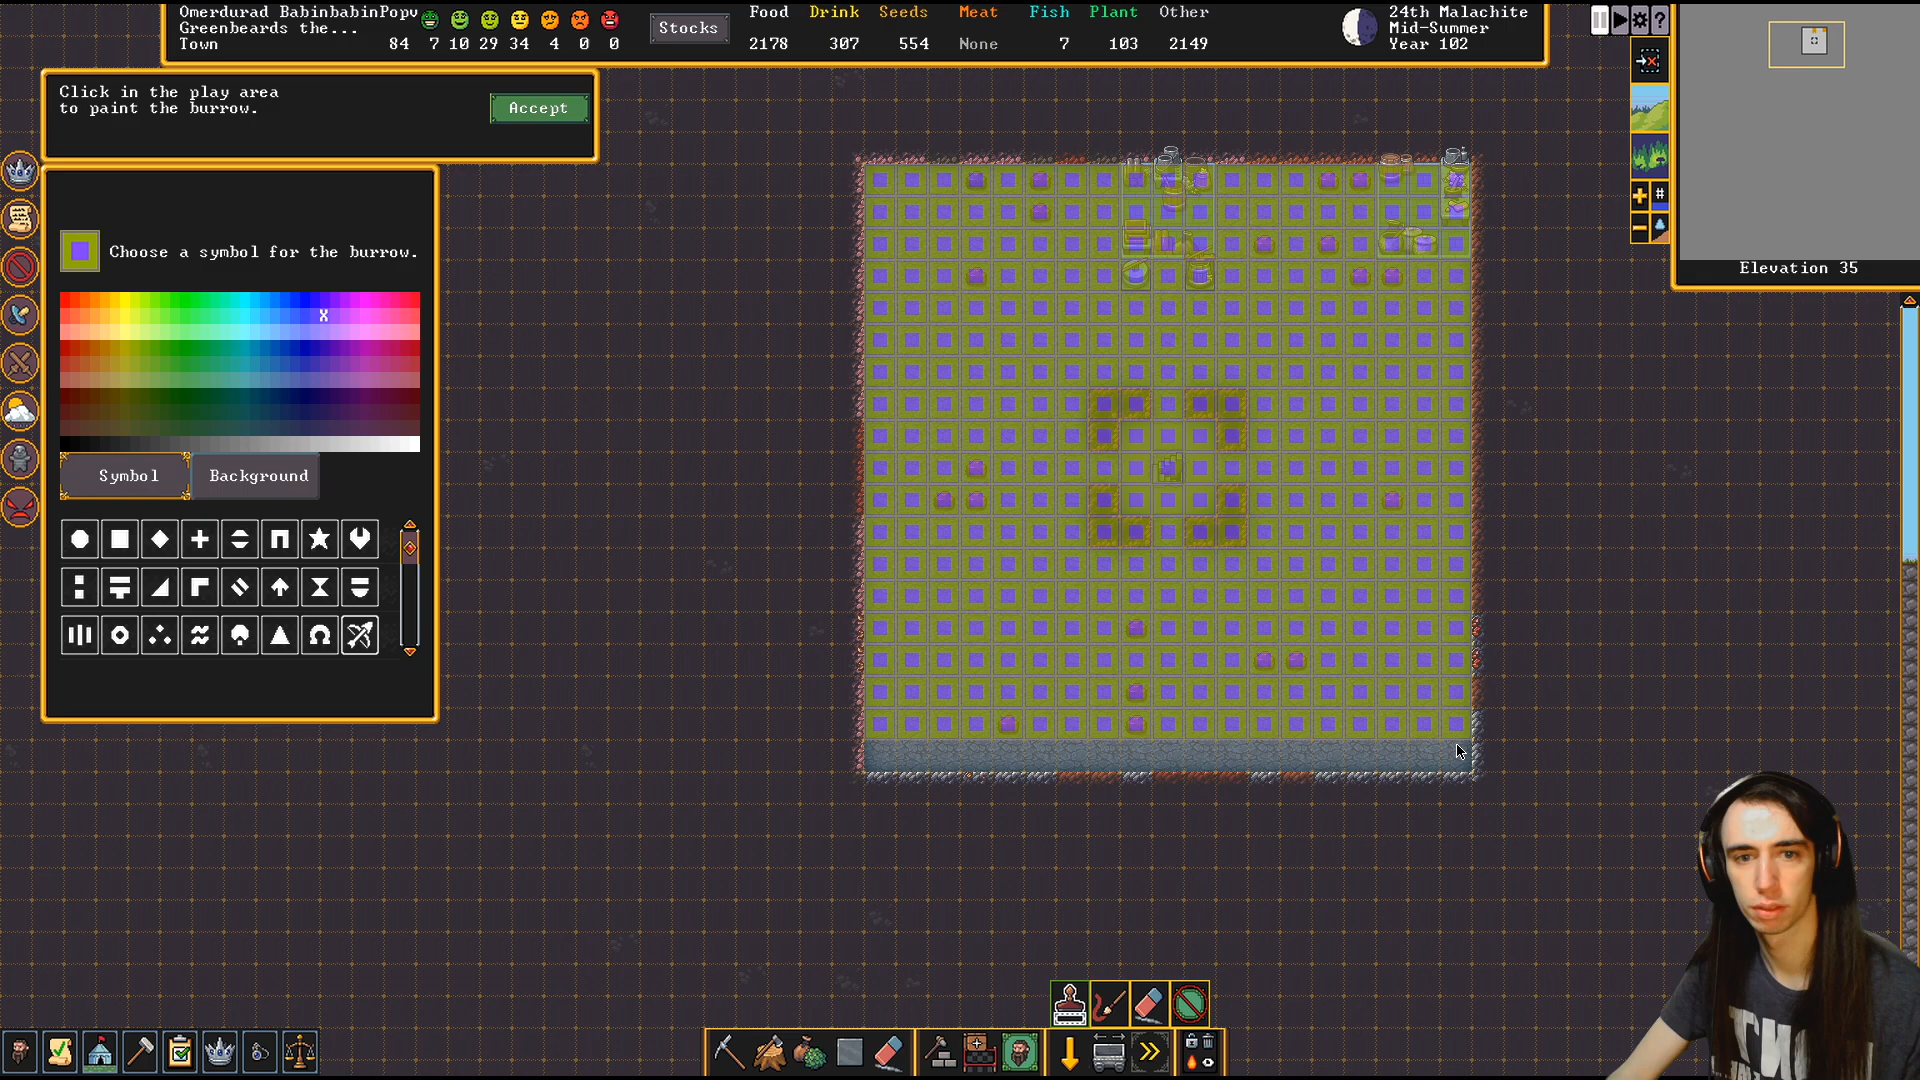 Omerdurad BabinbabinPopv
Greenbeards the...
Town
84 7 10 29 34 4 0 0
Stocks
Food Drink Seeds Meat Fish Plant Other
2178 307 554 None 7 103 2149
24th Malachite
Mid-Summer
Year 102
#
?
Elevation 35
Click in the play area
to paint the burrow.
Accept
Choose a symbol for the burrow.
X
Symbol
Background